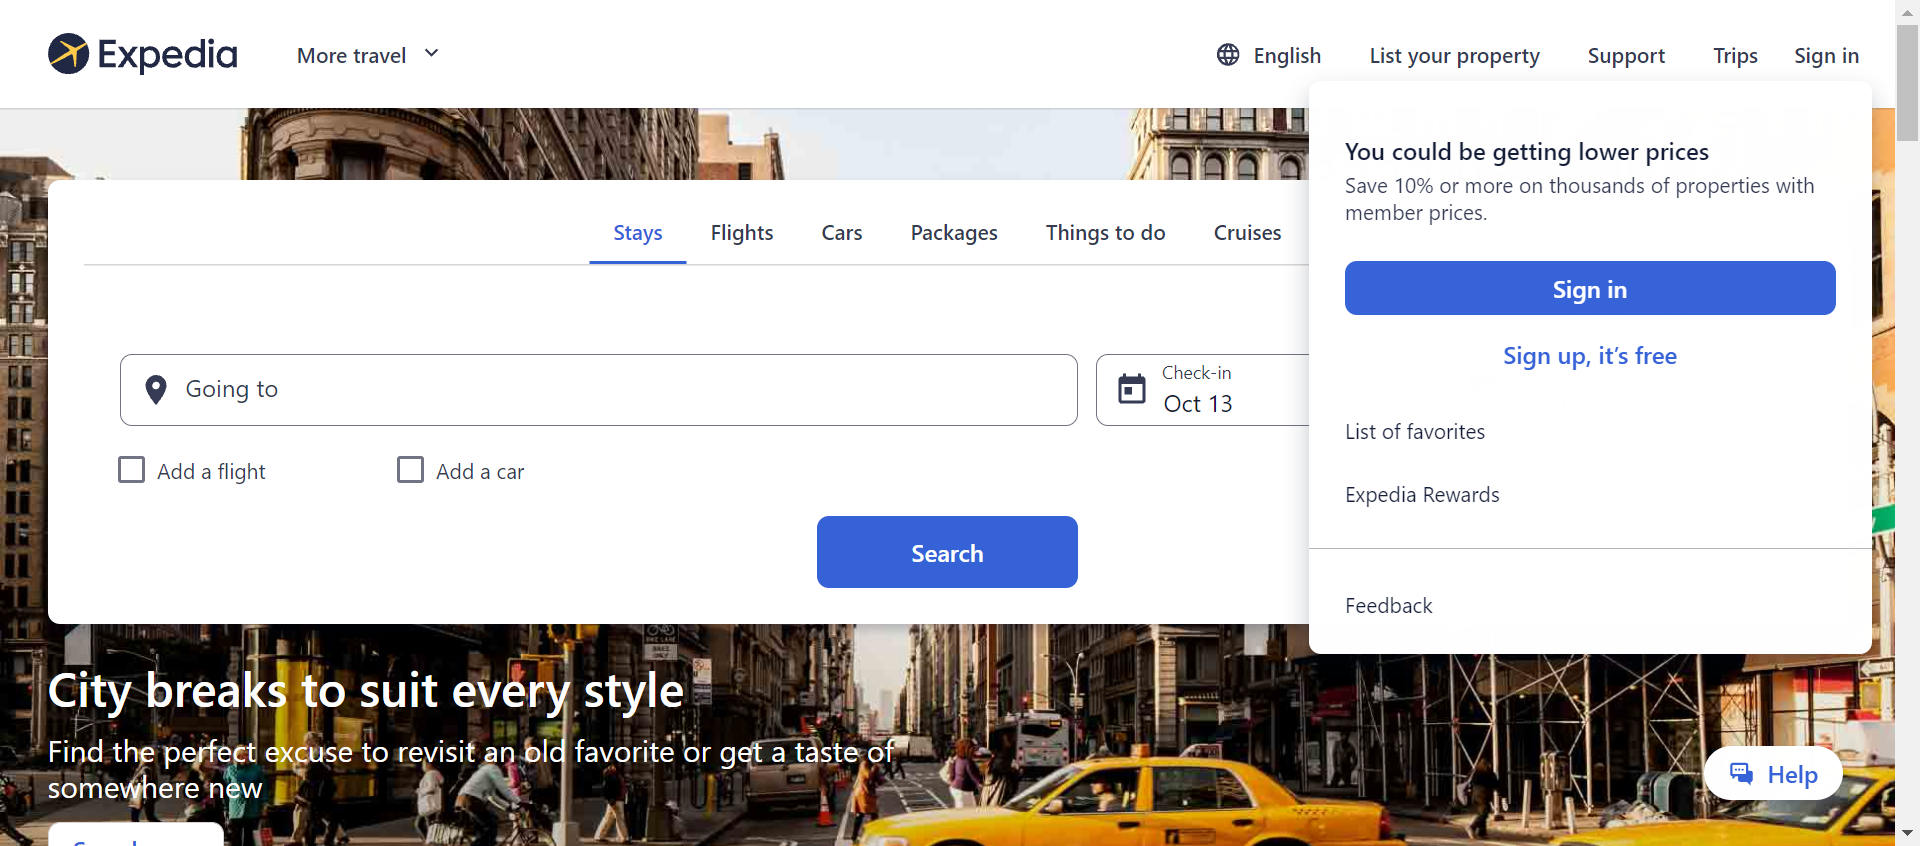 Expedia
More travel
English
List your property
Support
Trips
Sign in
You could be getting lower prices
Save 10% or more on thousands of properties with
member prices.
Sign in
Sign up, it’s free
List of favorites
Expedia Rewards
Feedback
Stays
Flights
Cars
Packages
Things to do
Cruises
Going to
Check-in
Oct 13
Add a flight
Add a car
Search
City breaks to suit every style
Find the perfect excuse to revisit an old favorite or get a taste of
somewhere new
Help